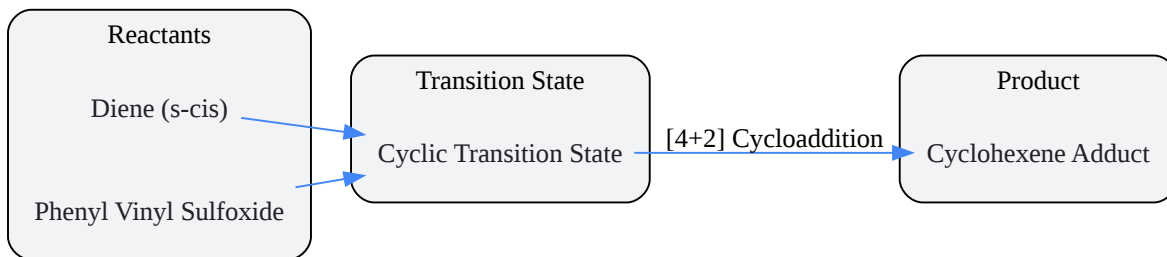 Reactants
Diene (s-cis)
Phenyl Vinyl Sulfoxide
Transition State
Cyclic Transition State
[4+2] Cycloaddition
Product
Cyclohexene Adduct